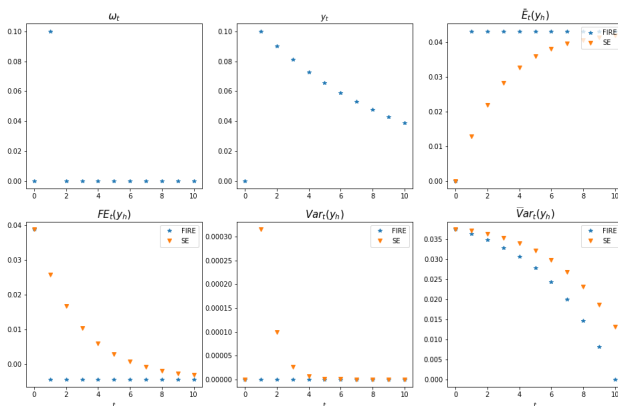 ω_t
y_t
Ē_t(y_h)
0.10
0.08
0.06
0.04
0.02
0.00
0 2 4 6 8 10
0.10
0.08
0.06
0.04
0.02
0.00
0 2 4 6 8 10
0.04
0.03
0.02
0.01
0.00
0 2 4 6 8 10
FIRE
SE
FE_t(y_h)
Var_t(y_h)
V̅ar_t(y_h)
0.04
0.03
0.02
0.01
0.00
0 2 4 6 8 10
t
FIRE
SE
0.00030
0.00025
0.00020
0.00015
0.00010
0.00005
0.00000
0 2 4 6 8 10
t
FIRE
SE
0.035
0.030
0.025
0.020
0.015
0.010
0.005
0.000
0 2 4 6 8 10
t
FIRE
SE